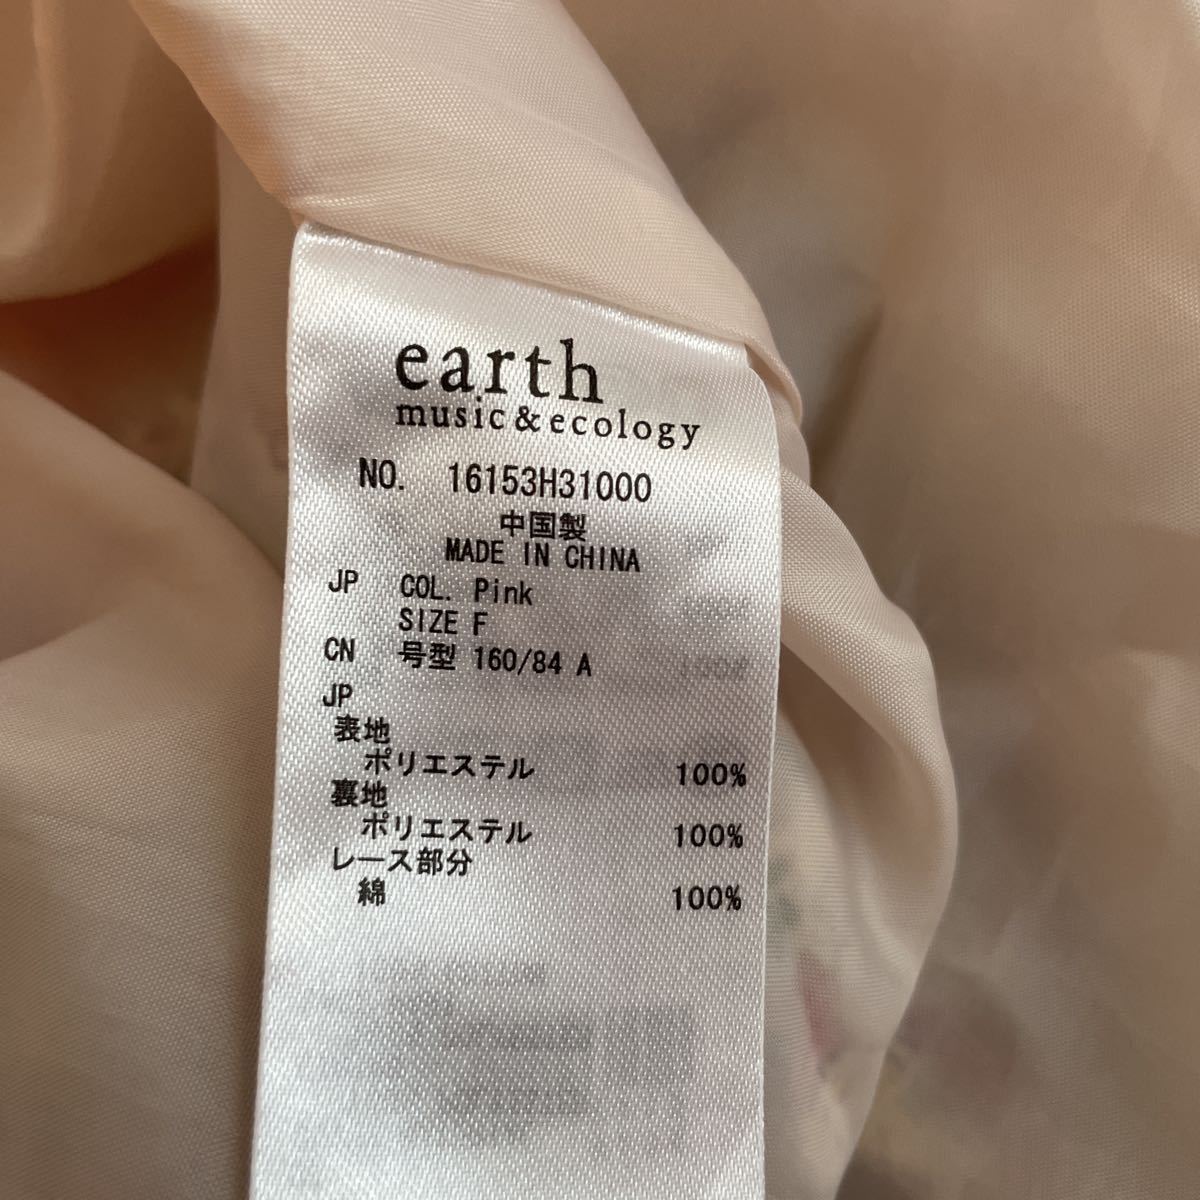 earth
music & ecology
NO. 16153H31000
中国製
MADE IN CHINA
JP COL. Pink
SIZE F
CN 号型 160/84 A
JP
表地
ポリエステル 100%
裏地
ポリエステル 100%
レース部分
綿 100%